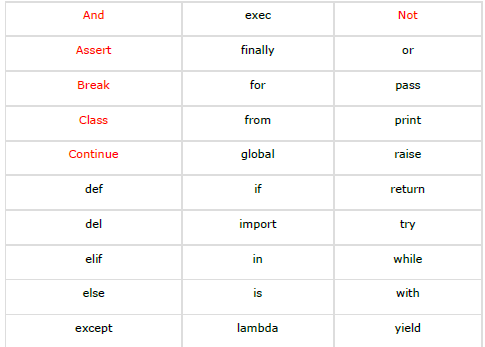 And exec Not
Assert finally or
Break for pass
Class from print
Continue global raise
def if return
del import try
elif in while
else is with
except lambda yield